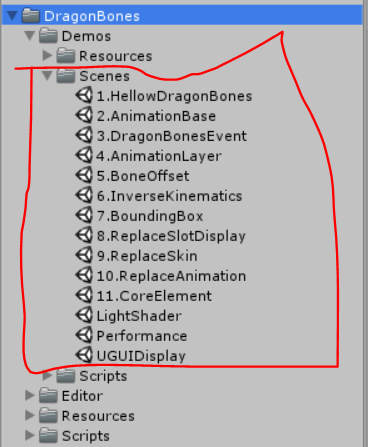 DragonBones
Demos
Resources
Scenes
1.HellowDragonBones
2.AnimationBase
3.DragonBonesEvent
4.AnimationLayer
5.BoneOffset
6.InverseKinematics
7.BoundingBox
8.ReplaceSlotDisplay
9.ReplaceSkin
10.ReplaceAnimation
11.CoreElement
LightShader
Performance
UGUIDisplay
Scripts
Editor
Resources
Scripts